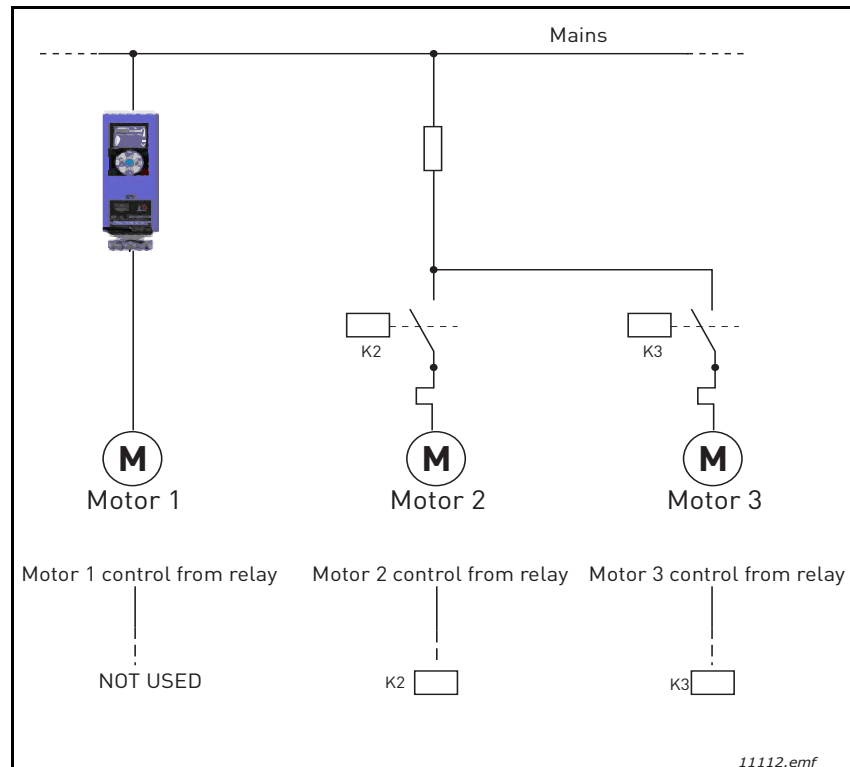 Mains
K2
K3
M
M
M
Motor 1
Motor 2
Motor 3
Motor 1 control from relay
Motor 2 control from relay
Motor 3 control from relay
NOT USED
K2
K3
11112.emf